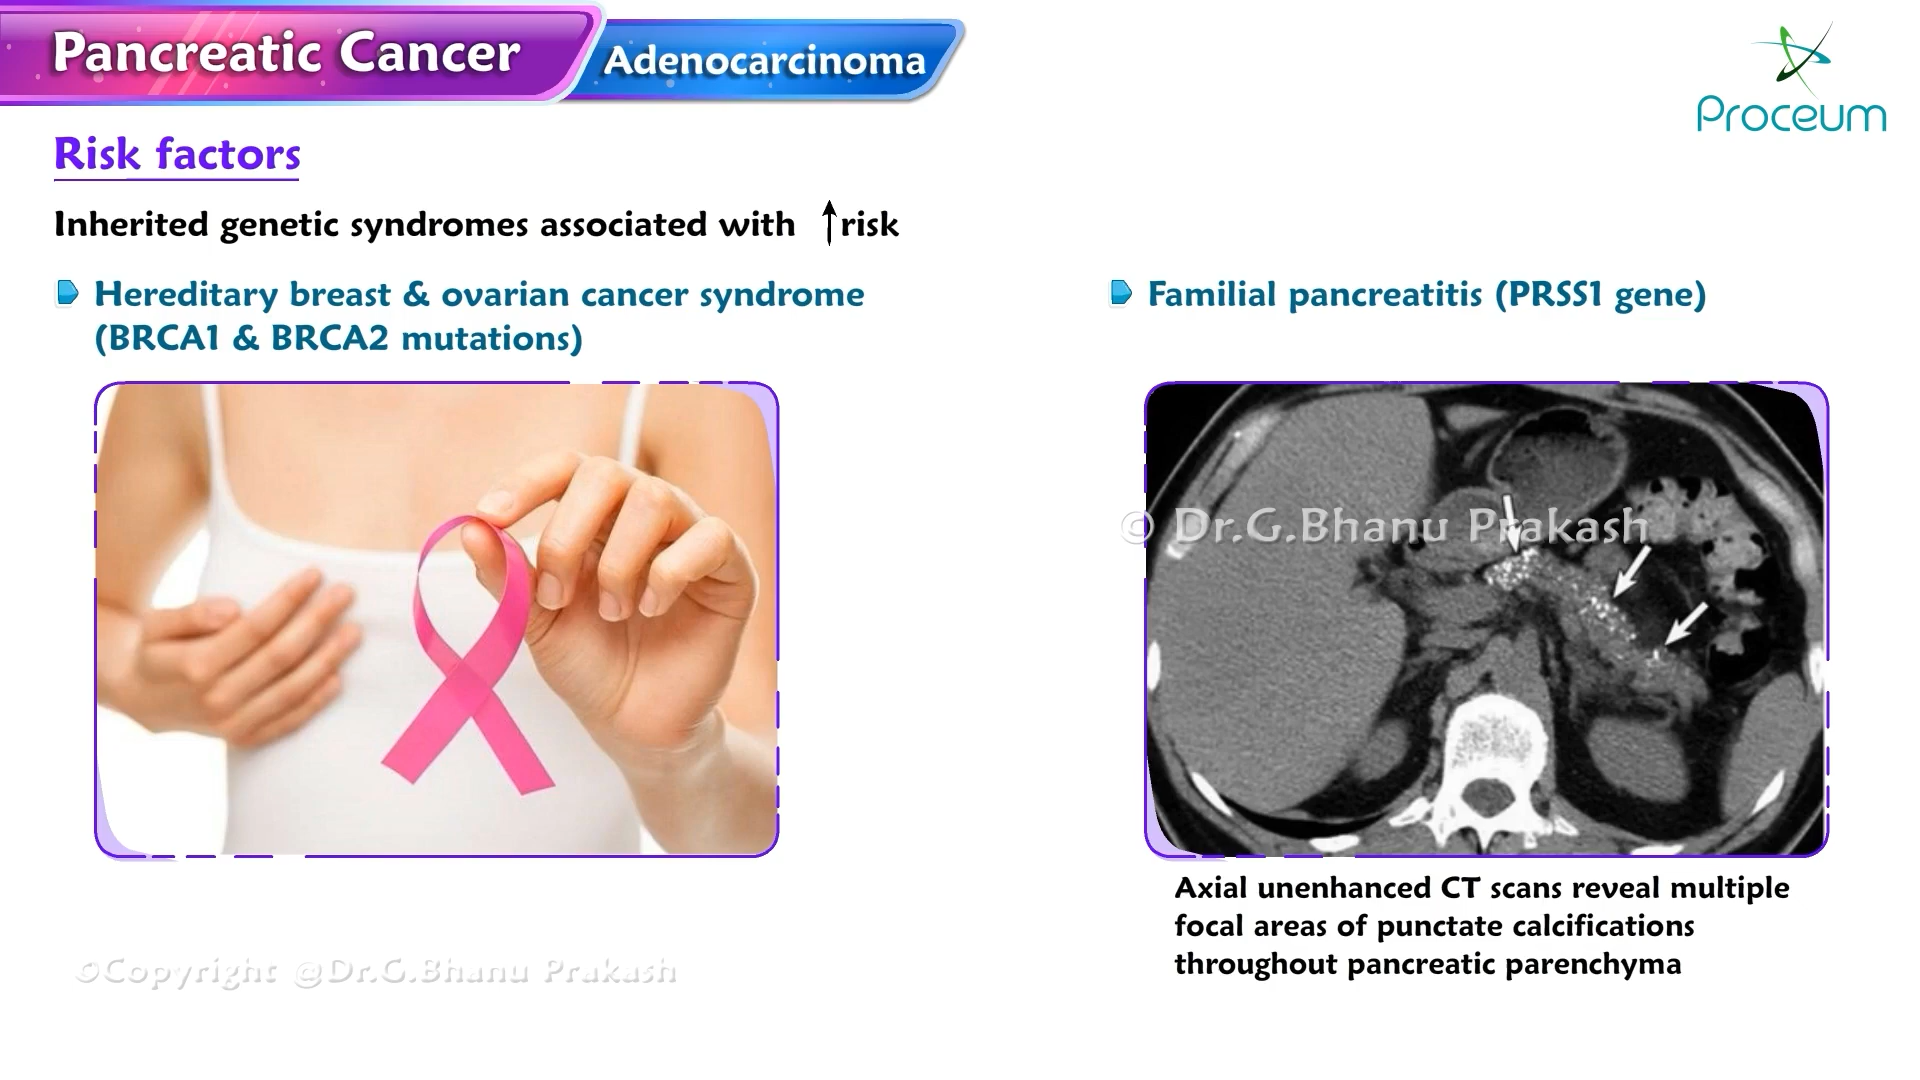 Pancreatic Cancer
Adenocarcinoma
Proceum
Risk factors
Inherited genetic syndromes associated with ↑risk
Hereditary breast & ovarian cancer syndrome
(BRCA1 & BRCA2 mutations)
Familial pancreatitis (PRSS1 gene)
© Dr.G.Bhanu Prakash
Axial unenhanced CT scans reveal multiple
focal areas of punctate calcifications
throughout pancreatic parenchyma
©Copyright @Dr.G.Bhanu Prakash